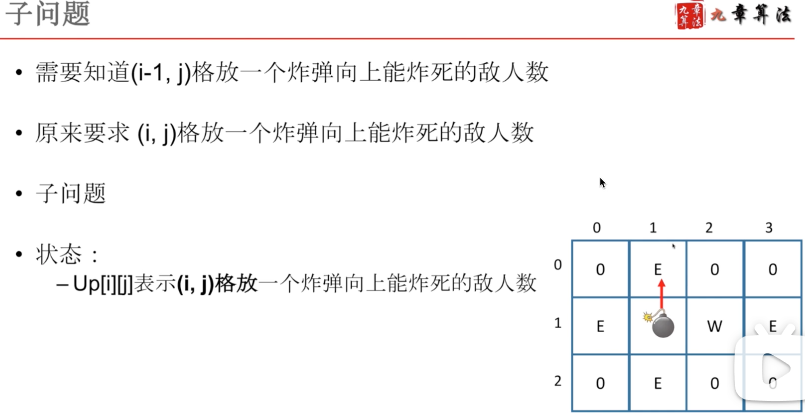 子问题
九章算法
九章算法
• 需要知道(i-1, j)格放一个炸弹向上能炸死的敌人数
• 原来要求 (i, j)格放一个炸弹向上能炸死的敌人数
• 子问题
• 状态：
– Up[i][j]表示(i, j)格放一个炸弹向上能炸死的敌人数
0 1 2 3
0 0 E 0 0
1 E W E
2 0 E 0 0